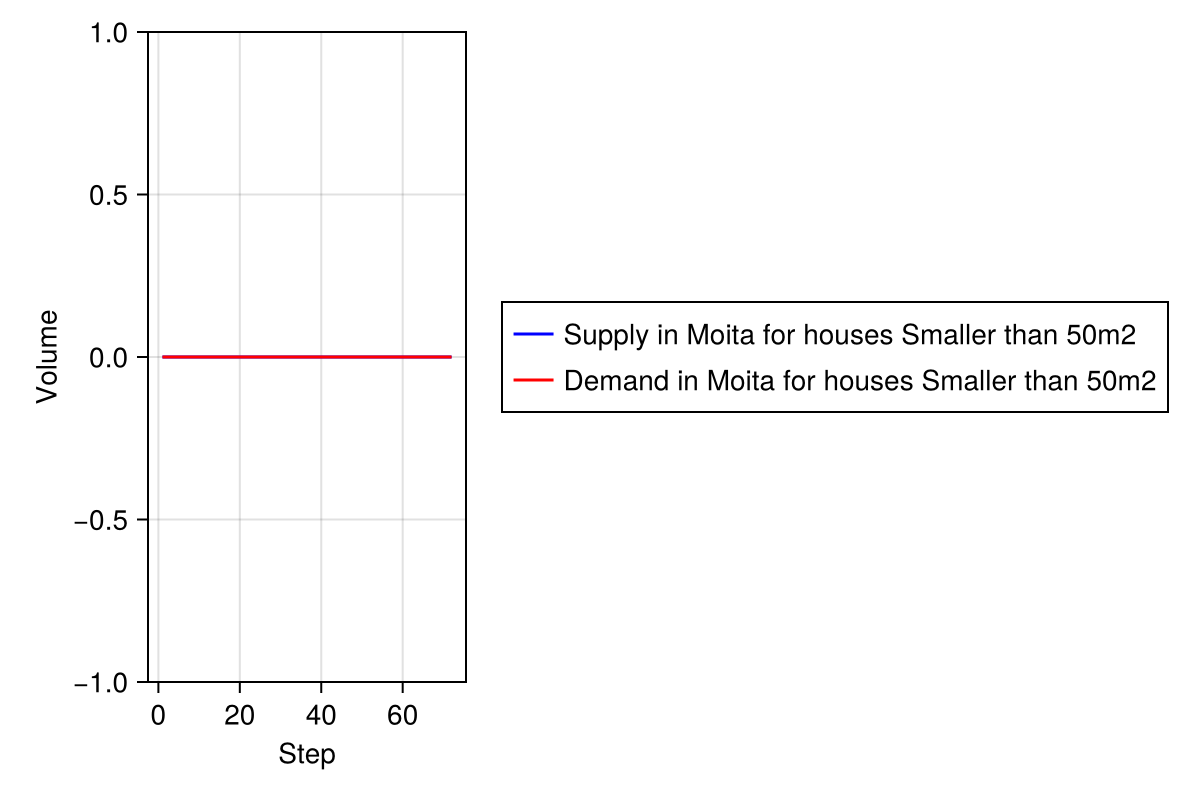 1.0
0.5
0.0
−0.5
−1.0
Volume
0 20 40 60
Step
Supply in Moita for houses Smaller than 50m2
Demand in Moita for houses Smaller than 50m2